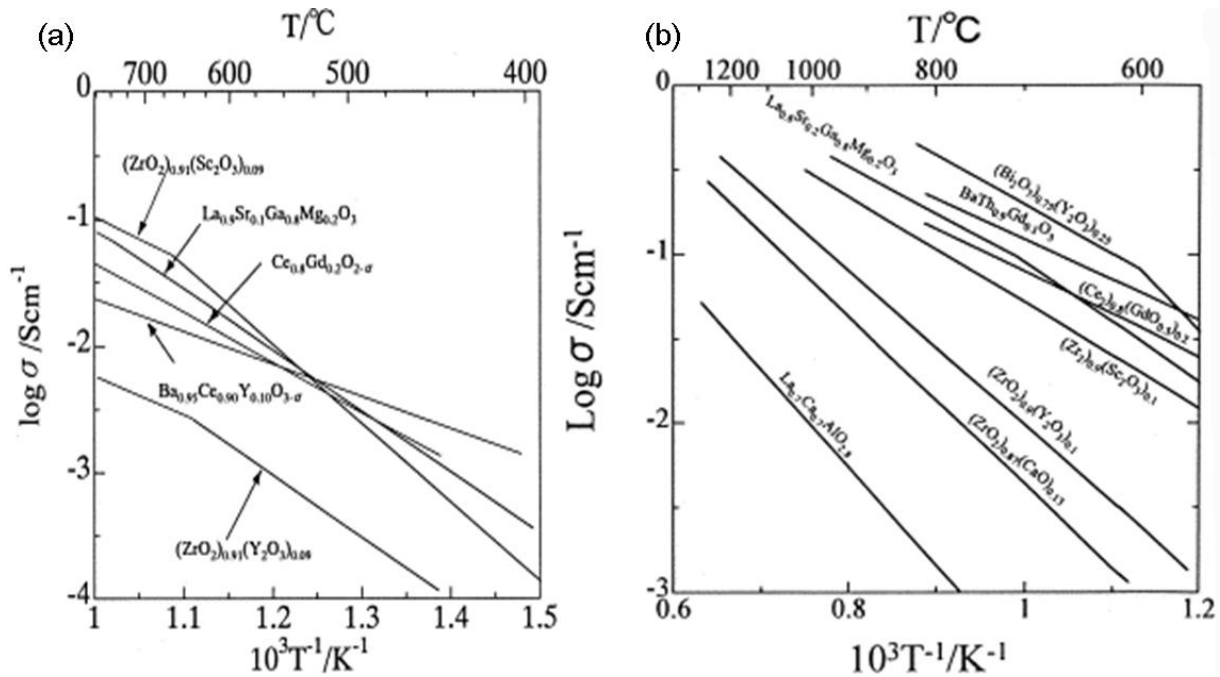 (a)
T/°C
700 600 500 400
0
(ZrO₂)₀.₉₁(Sc₂O₃)₀.₀₉
-1
La₀.₉Sr₀.₁Ga₀.₈Mg₀.₂O₃
Ce₀.₈Gd₀.₂O₂₋σ
-2
Ba₀.₉₅Ce₀.₉₀Y₀.₁₀O₃₋σ
-3
(ZrO₂)₀.₉₁(Y₂O₃)₀.₀₉
-4
log σ /Scm⁻¹
1 1.1 1.2 1.3 1.4 1.5
10³T⁻¹/K⁻¹
(b)
T/°C
1200 1000 800 600
0
La₀.₈Sr₀.₂Ga₀.₈Mg₀.₂O₃
(Bi₂O₃)₀.₇₅(Y₂O₃)₀.₂₅
BaTh₀.₉Gd₀.₁O₃
-1
(Ce₂)₀.₈(GdO₀.₅)₀.₂
(Zr₂)₀.₉(Sc₂O₃)₀.₁
(ZrO₂)₀.₉(Y₂O₃)₀.₁
-2
(ZrO₂)₀.₈₇(CaO)₀.₁₃
La₀.₇Ca₀.₃AlO₂.₈
-3
Log σ /Scm⁻¹
0.6 0.8 1 1.2
10³T⁻¹/K⁻¹